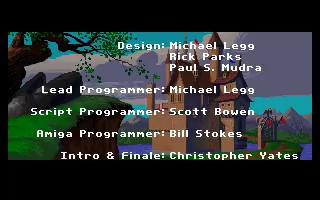 Design: Michael Legg
Rick Parks
Paul S. Mudra
Lead Programmer: Michael Legg
Script Programmer: Scott Bowen
Amiga Programmer: Bill Stokes
Intro & Finale: Christopher Yates